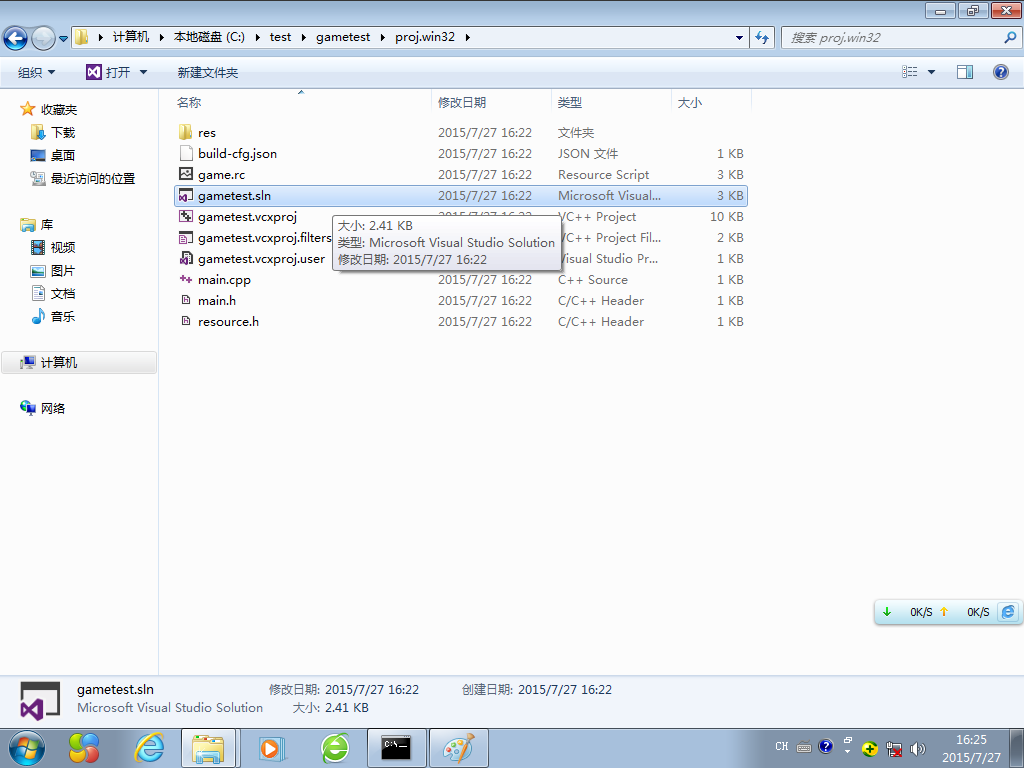 计算机 本地磁盘 (C:) test gametest proj.win32 搜索 proj.win32
组织 打开 新建文件夹
名称 修改日期 类型 大小
收藏夹
下载
桌面
最近访问的位置
库
视频
图片
文档
音乐
计算机
网络
res 2015/7/27 16:22 文件夹
build-cfg.json 2015/7/27 16:22 JSON 文件 1 KB
game.rc 2015/7/27 16:22 Resource Script 3 KB
gametest.sln 2015/7/27 16:22 Microsoft Visual... 3 KB
gametest.vcxproj VC++ Project 10 KB
gametest.vcxproj.filters VC++ Project Fil... 2 KB
gametest.vcxproj.user Visual Studio Pr... 1 KB
main.cpp 2015/7/27 16:22 C++ Source 1 KB
main.h 2015/7/27 16:22 C/C++ Header 1 KB
resource.h 2015/7/27 16:22 C/C++ Header 1 KB
大小: 2.41 KB
类型: Microsoft Visual Studio Solution
修改日期: 2015/7/27 16:22
0K/S 0K/S
gametest.sln 修改日期: 2015/7/27 16:22 创建日期: 2015/7/27 16:22
Microsoft Visual Studio Solution 大小: 2.41 KB
C:\
CH
16:25
2015/7/27